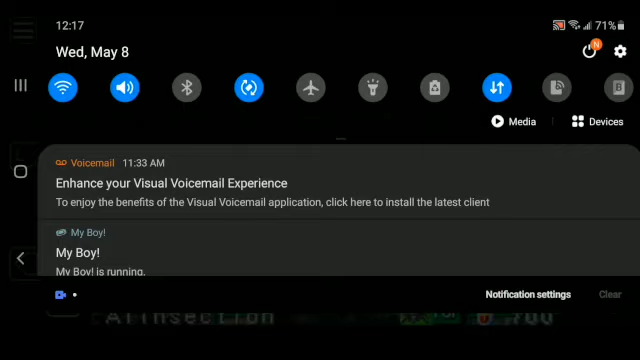 12:17
71%
Wed, May 8
N
Media
Devices
Voicemail 11:33 AM
Enhance your Visual Voicemail Experience
To enjoy the benefits of the Visual Voicemail application, click here to install the latest client
My Boy!
My Boy!
My Boy! is running.
Notification settings
Clear